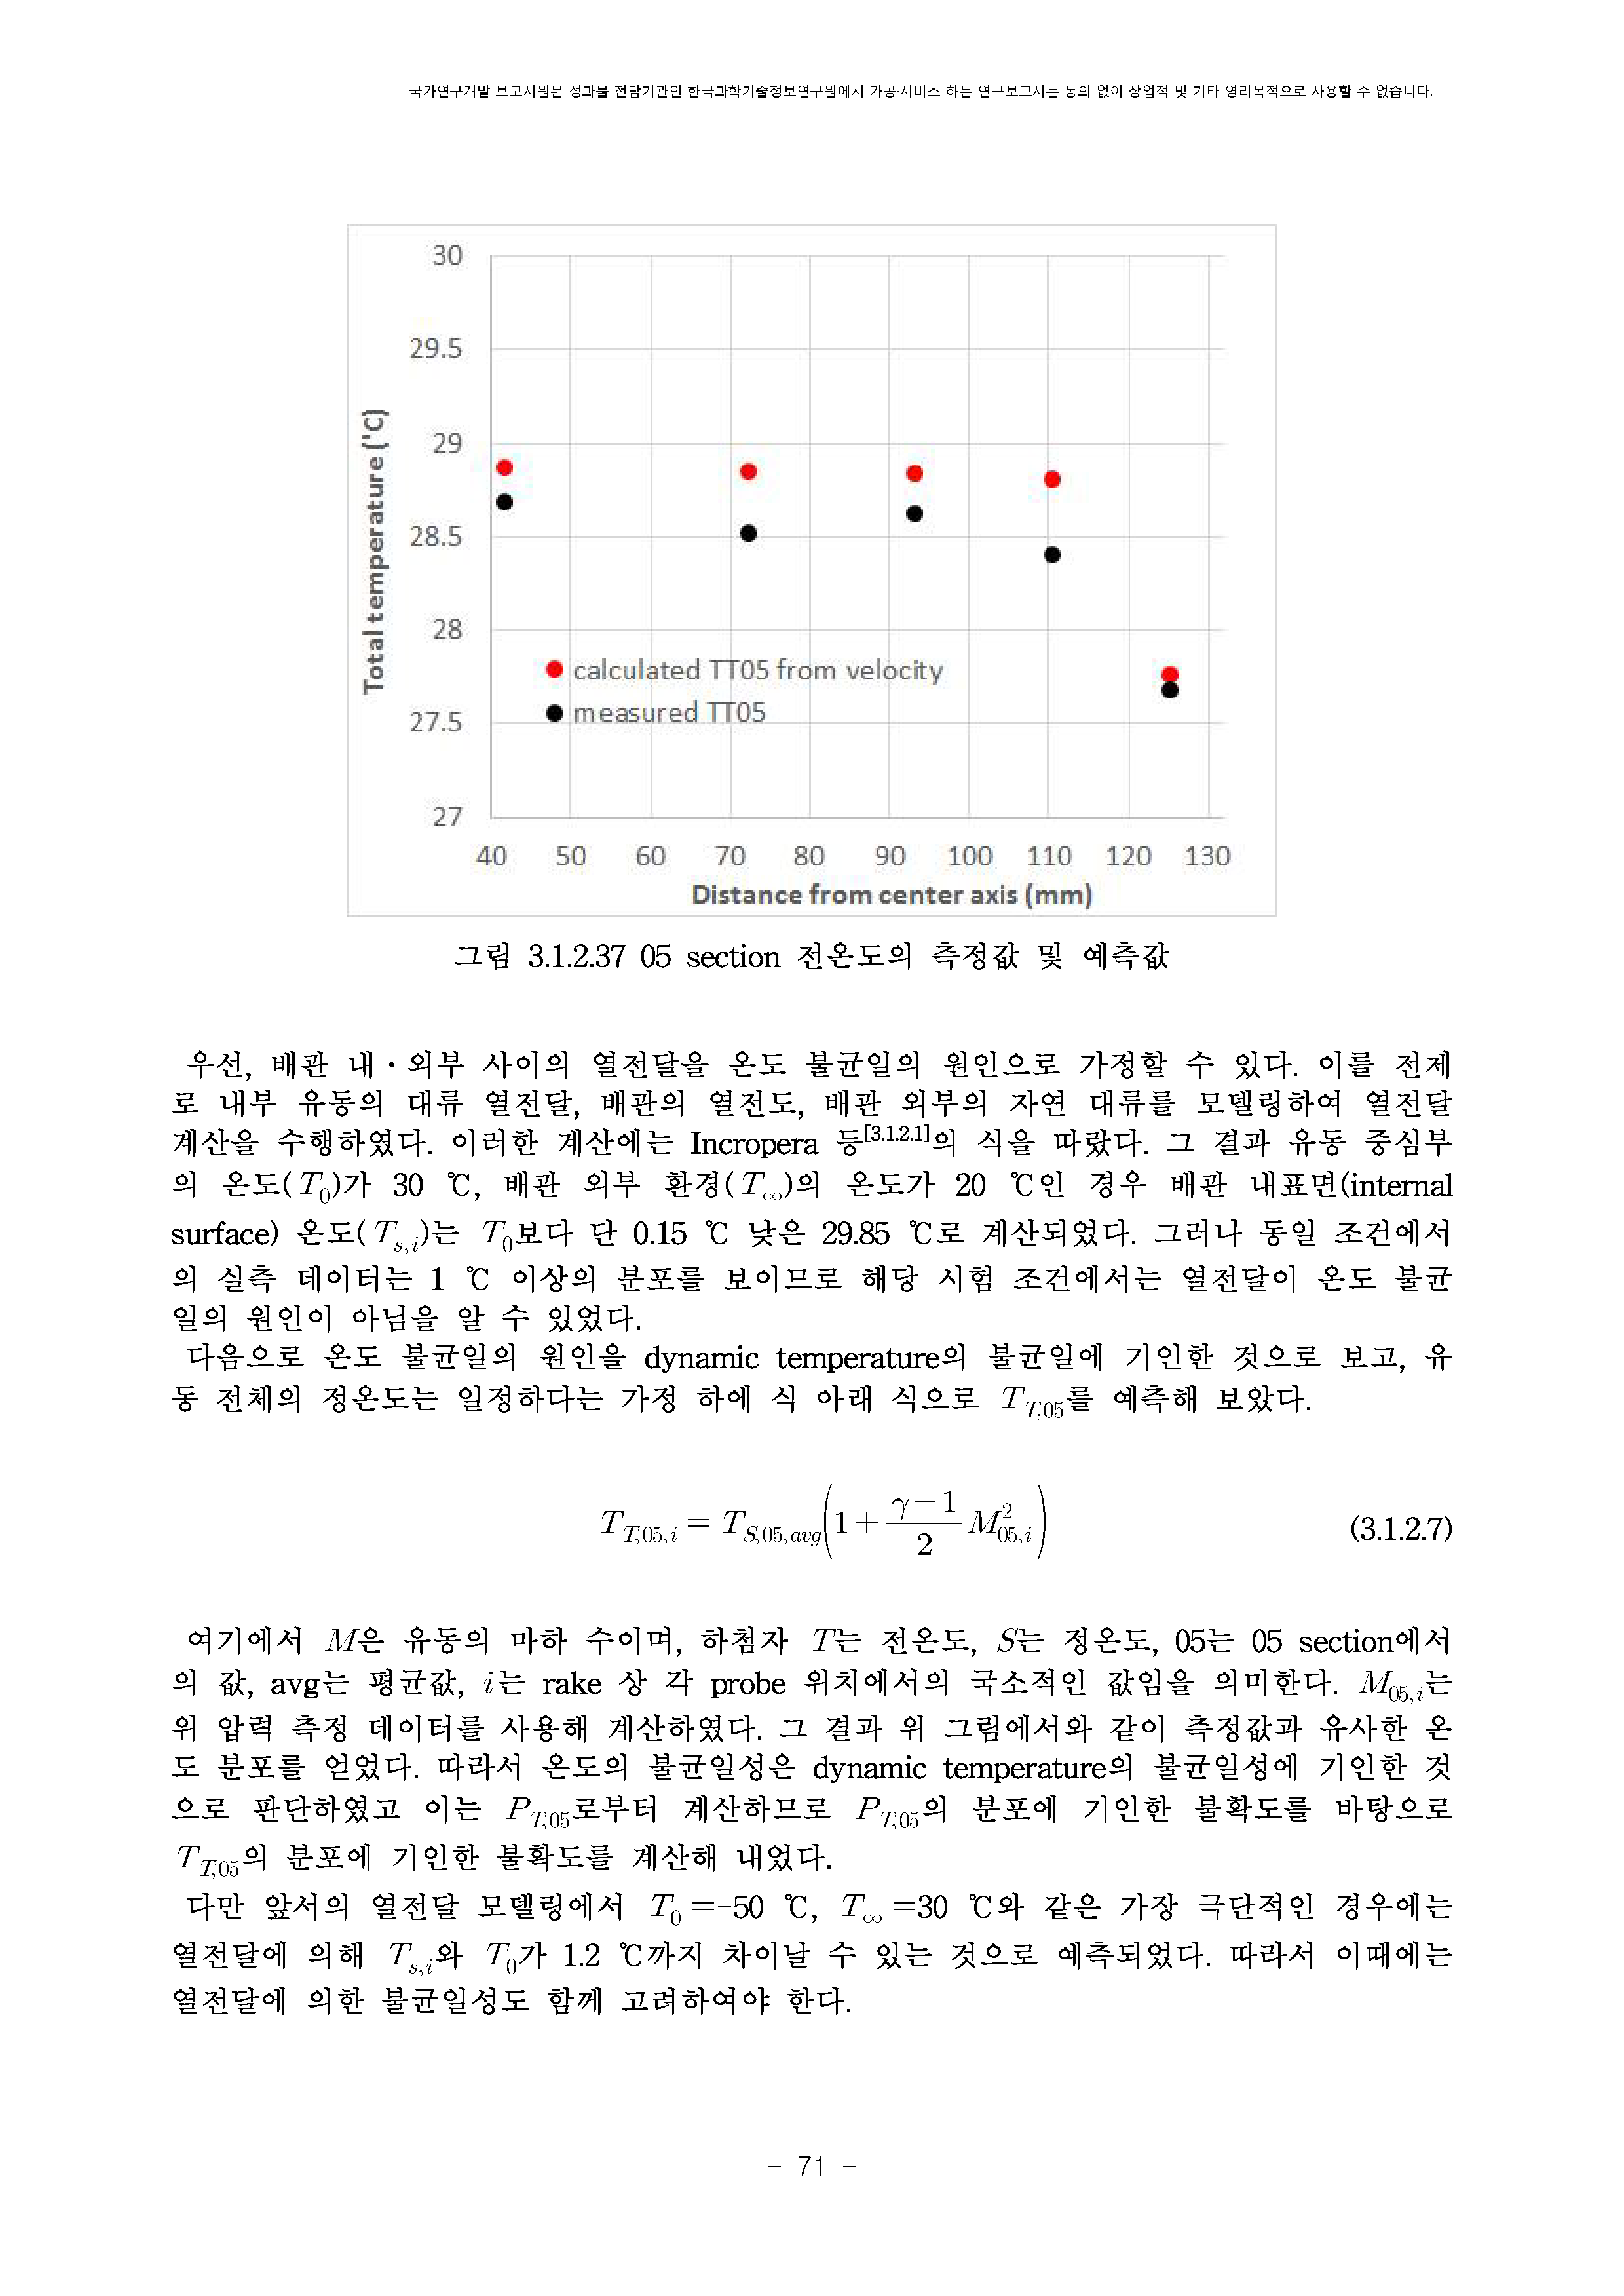 국가연구개발 보고서원문 성과물 전담기관인 한국과학기술정보연구원에서 가공·서비스 하는 연구보고서는 동의 없이 상업적 및 기타 영리목적으로 사용할 수 없습니다.
30
29.5
29
28.5
28
27.5
27
Total temperature ('C)
calculated TT05 from velocity
measured TT05
40 50 60 70 80 90 100 110 120 130
Distance from center axis (mm)
그림 3.1.2.37 05 section 전온도의 측정값 및 예측값
우선, 배관 내・외부 사이의 열전달을 온도 불균일의 원인으로 가정할 수 있다. 이를 전제
로 내부 유동의 대류 열전달, 배관의 열전도, 배관 외부의 자연 대류를 모델링하여 열전달
계산을 수행하였다. 이러한 계산에는 Incropera 등[3.1.2.1]의 식을 따랐다. 그 결과 유동 중심부
의 온도(T0)가 30 ℃, 배관 외부 환경(T∞)의 온도가 20 ℃인 경우 배관 내표면(internal
surface) 온도(Ts,i)는 T0보다 단 0.15 ℃ 낮은 29.85 ℃로 계산되었다. 그러나 동일 조건에서
의 실측 데이터는 1 ℃ 이상의 분포를 보이므로 해당 시험 조건에서는 열전달이 온도 불균
일의 원인이 아님을 알 수 있었다.
다음으로 온도 불균일의 원인을 dynamic temperature의 불균일에 기인한 것으로 보고, 유
동 전체의 정온도는 일정하다는 가정 하에 식 아래 식으로 TT,05를 예측해 보았다.
TT,05,i = TS,05,avg(1 + (γ−1)/2 M²05,i) (3.1.2.7)
여기에서 M은 유동의 마하 수이며, 하첨자 T는 전온도, S는 정온도, 05는 05 section에서
의 값, avg는 평균값, i는 rake 상 각 probe 위치에서의 국소적인 값임을 의미한다. M05,i는
위 압력 측정 데이터를 사용해 계산하였다. 그 결과 위 그림에서와 같이 측정값과 유사한 온
도 분포를 얻었다. 따라서 온도의 불균일성은 dynamic temperature의 불균일성에 기인한 것
으로 판단하였고 이는 PT,05로부터 계산하므로 PT,05의 분포에 기인한 불확도를 바탕으로
TT,05의 분포에 기인한 불확도를 계산해 내었다.
다만 앞서의 열전달 모델링에서 T0 =-50 ℃, T∞ =30 ℃와 같은 가장 극단적인 경우에는
열전달에 의해 Ts,i와 T0가 1.2 ℃까지 차이날 수 있는 것으로 예측되었다. 따라서 이때에는
열전달에 의한 불균일성도 함께 고려하여야 한다.
- 71 -